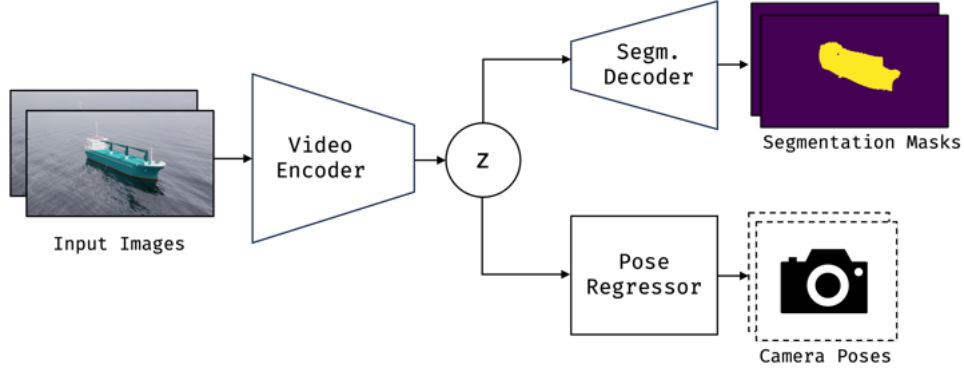 Input Images
Video
Encoder
z
Segm.
Decoder
Segmentation Masks
Pose
Regressor
Camera Poses